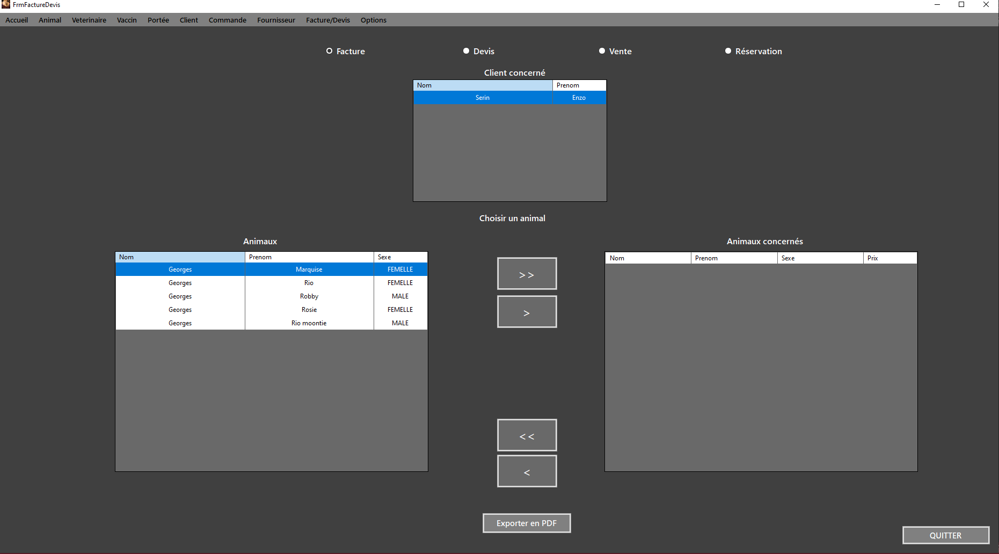 FrmFactureDevis
Accueil Animal Veterinaire Vaccin Portée Client Commande Fournisseur Facture/Devis Options
Facture Devis Vente Réservation
Client concerné
Nom Prenom
Serin Enzo
Choisir un animal
Animaux
Nom Prenom Sexe
Georges Marquise FEMELLE
Georges Rio FEMELLE
Georges Robby MALE
Georges Rosie FEMELLE
Georges Rio moontie MALE
>>
>
<<
<
Animaux concernés
Nom Prenom Sexe Prix
Exporter en PDF
QUITTER